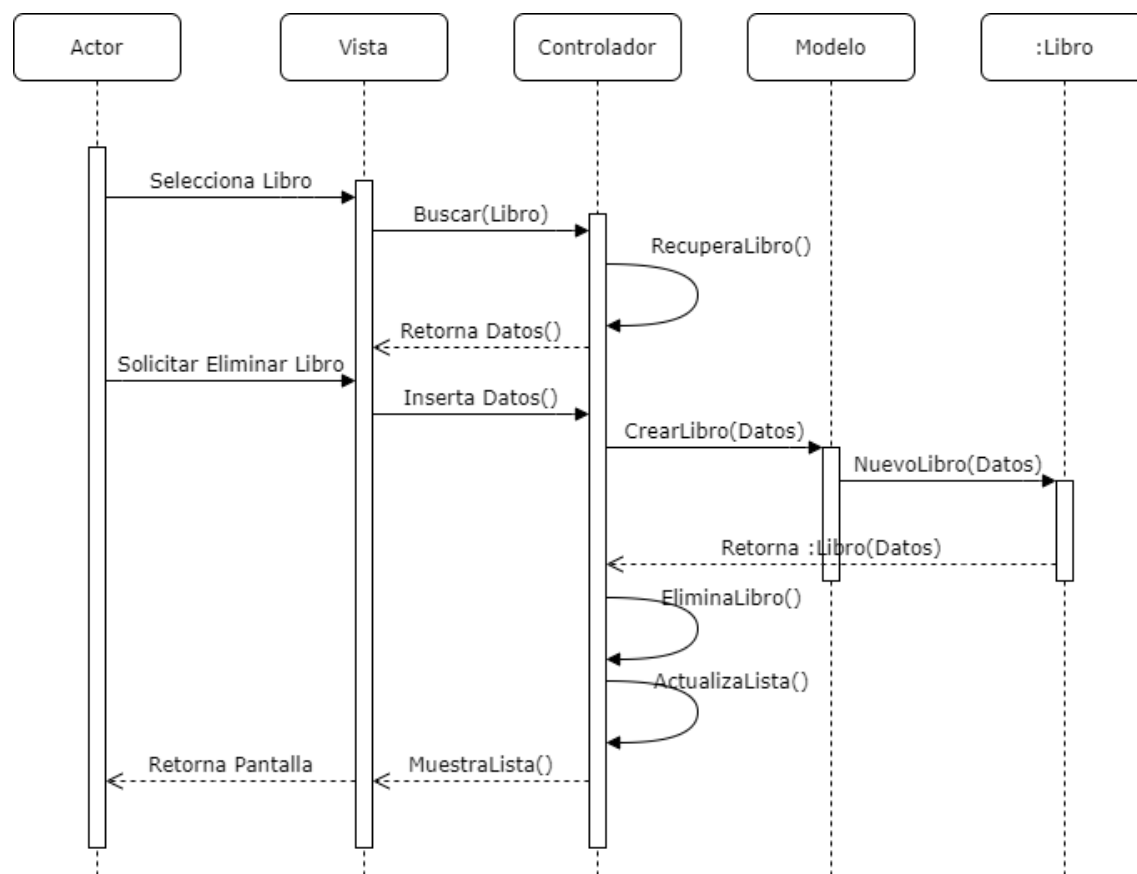 Actor
Vista
Controlador
Modelo
:Libro
Selecciona Libro
Buscar(Libro)
RecuperaLibro()
Retorna Datos()
Solicitar Eliminar Libro
Inserta Datos()
CrearLibro(Datos)
NuevoLibro(Datos)
Retorna :Libro(Datos)
EliminaLibro()
ActualizaLista()
Retorna Pantalla
MuestraLista()